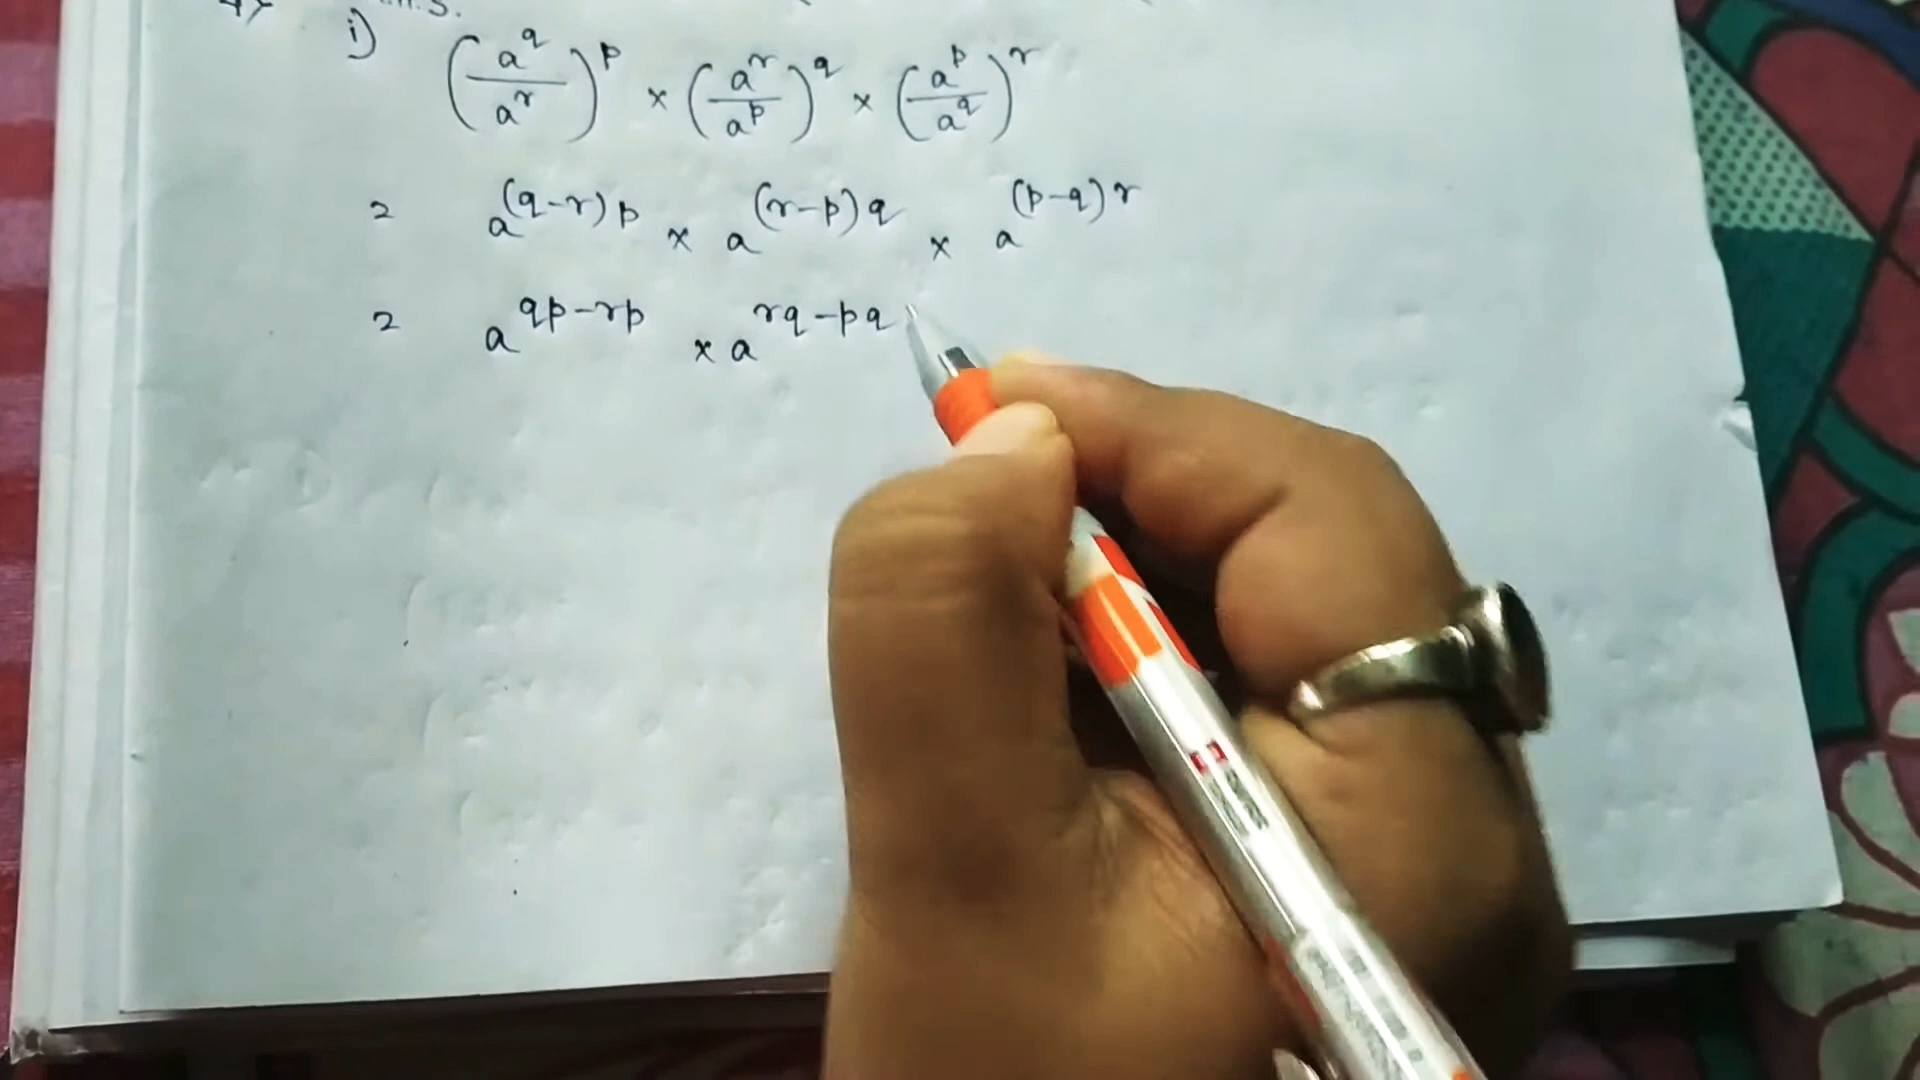 i) (a^q/a^r)^p × (a^r/a^p)^q × (a^p/a^q)^r
= a^(q-r)p × a^(r-p)q × a^(p-q)r
= a^qp-rp × a^rq-pq